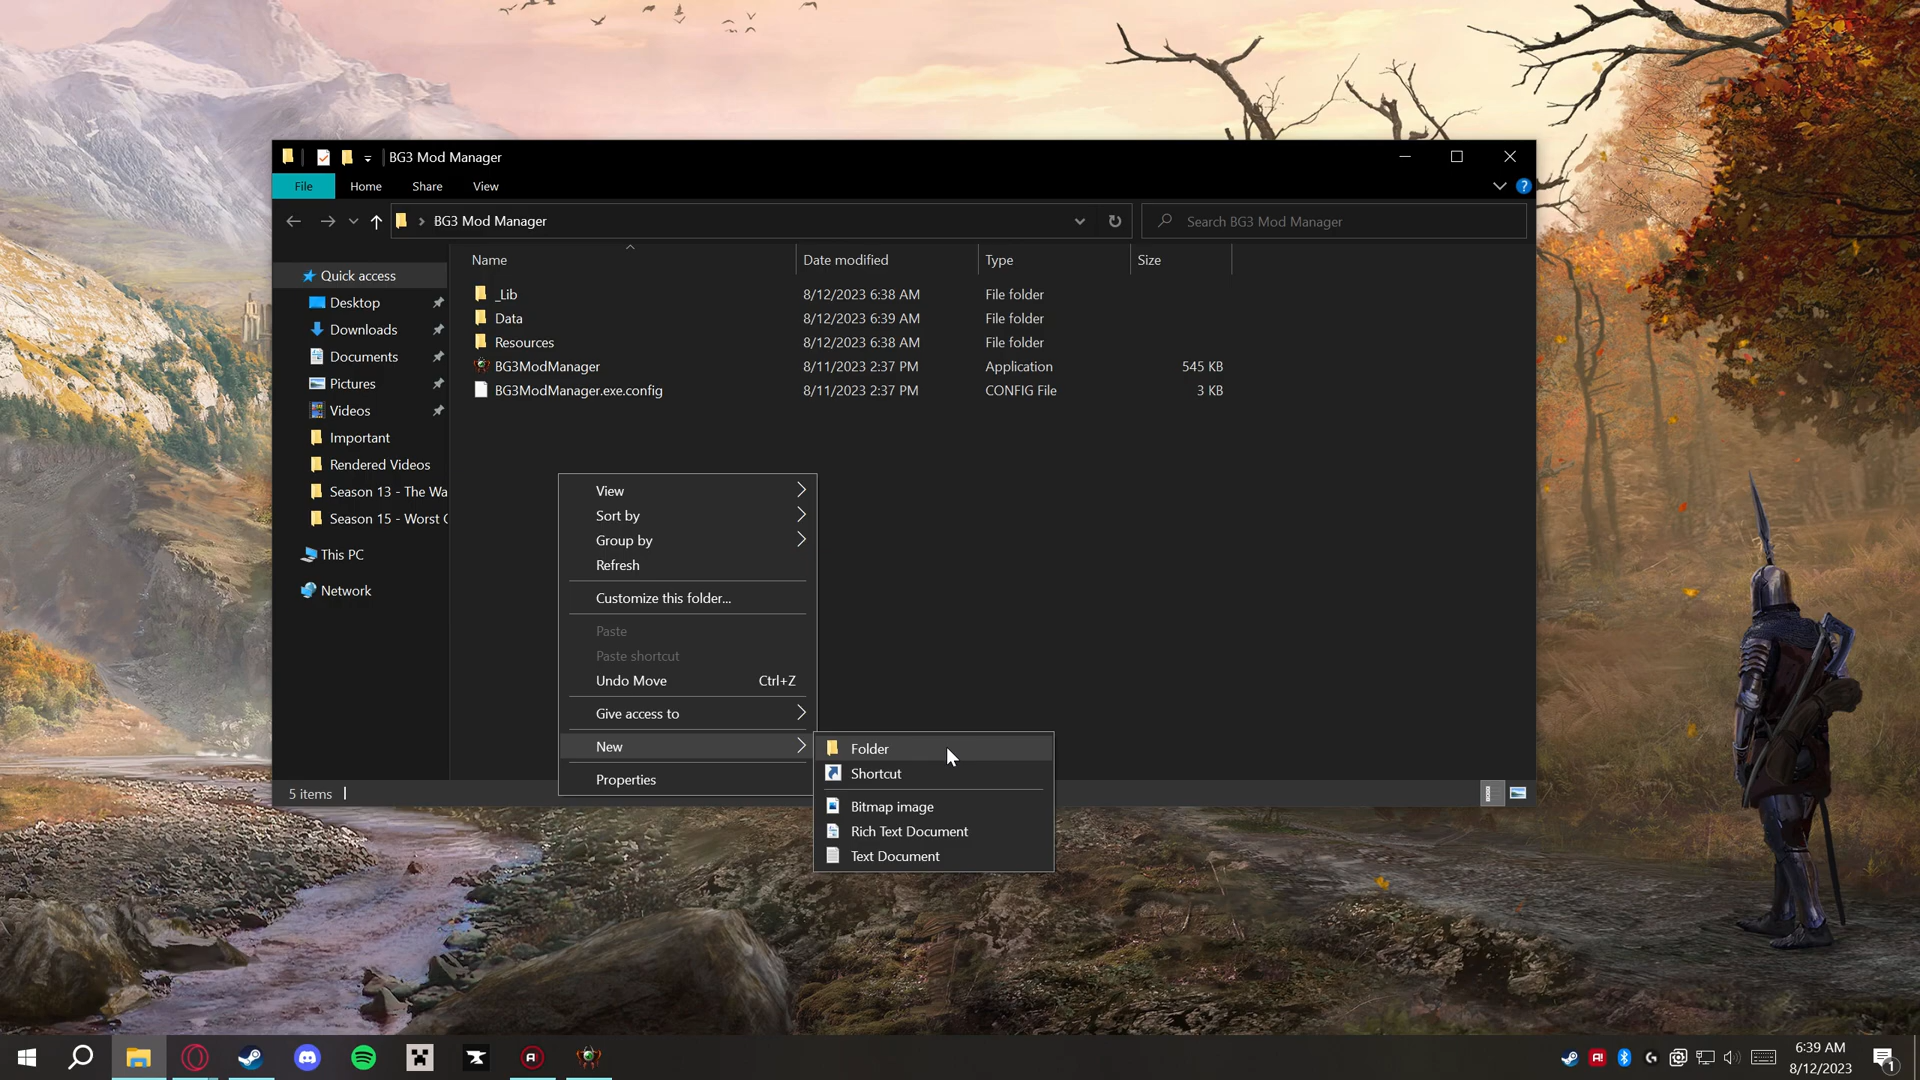 BG3 Mod Manager
File Home Share View
BG3 Mod Manager
Search BG3 Mod Manager
Name Date modified Type Size
Quick access
Desktop
Downloads
Documents
Pictures
Videos
Important
Rendered Videos
Season 13 - The Wa
Season 15 - Worst C
This PC
Network
_Lib 8/12/2023 6:38 AM File folder
Data 8/12/2023 6:39 AM File folder
Resources 8/12/2023 6:38 AM File folder
BG3ModManager 8/11/2023 2:37 PM Application 545 KB
BG3ModManager.exe.config 8/11/2023 2:37 PM CONFIG File 3 KB
View
Sort by
Group by
Refresh
Customize this folder...
Paste
Paste shortcut
Undo Move Ctrl+Z
Give access to
New
Properties
Folder
Shortcut
Bitmap image
Rich Text Document
Text Document
5 items
6:39 AM
8/12/2023
1